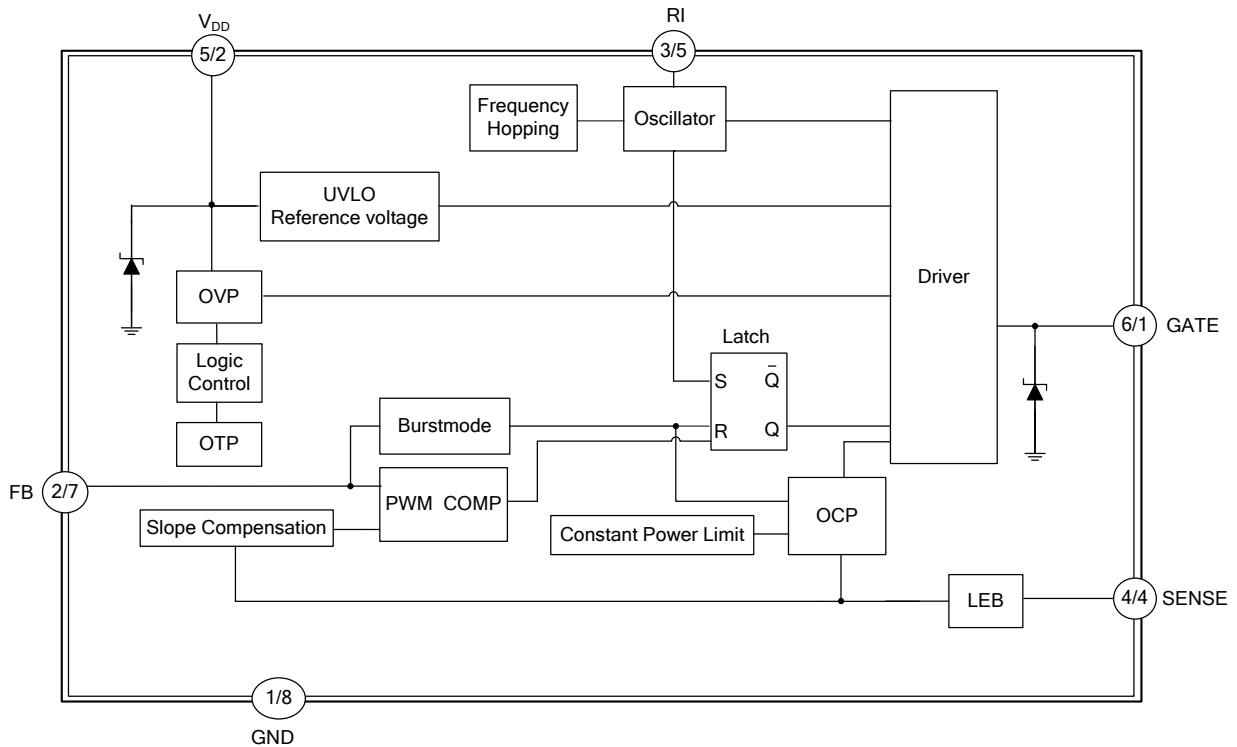 VDD
RI
5/2
3/5
Frequency
Hopping
Oscillator
UVLO
Reference voltage
Driver
OVP
6/1
GATE
Latch
Logic
Control
S
Q̅
Burstmode
R
Q
OTP
FB
2/7
PWM COMP
OCP
Slope Compensation
Constant Power Limit
LEB
4/4
SENSE
1/8
GND